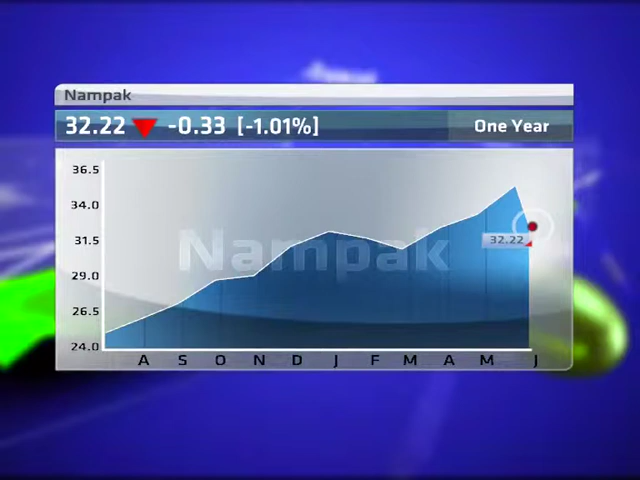 Nampak
32.22 -0.33 [-1.01%] One Year
36.5
34.0
31.5
29.0
26.5
24.0
Nampak
32.22
A S O N D J F M A M J